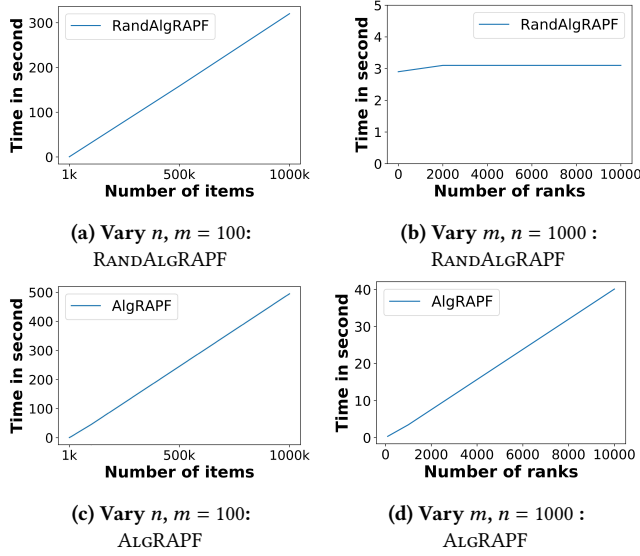 RandAlgRAPF
300
200
100
0
Time in second
1k
500k
1000k
Number of items
(a) Vary n, m = 100:
RandAlgRAPF
RandAlgRAPF
5
4
3
2
1
0
Time in second
0
2000
4000
6000
8000
10000
Number of ranks
(b) Vary m, n = 1000 :
RandAlgRAPF
AlgRAPF
500
400
300
200
100
0
Time in second
1k
500k
1000k
Number of items
(c) Vary n, m = 100:
AlgRAPF
AlgRAPF
40
30
20
10
0
Time in second
0
2000
4000
6000
8000
10000
Number of ranks
(d) Vary m, n = 1000 :
AlgRAPF